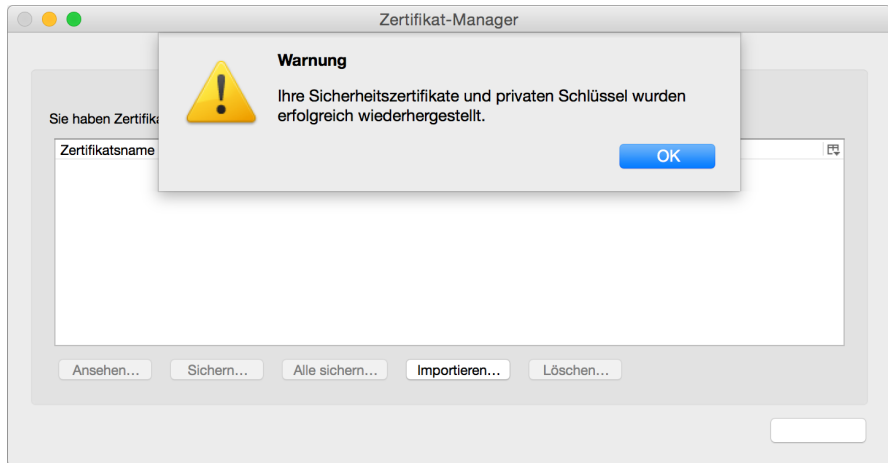 Zertifikat-Manager
Warnung
Ihre Sicherheitszertifikate und privaten Schlüssel wurden
erfolgreich wiederhergestellt.
OK
Sie haben
Zertifikatsname
Ansehen... Sichern... Alle sichern... Importieren... Löschen...